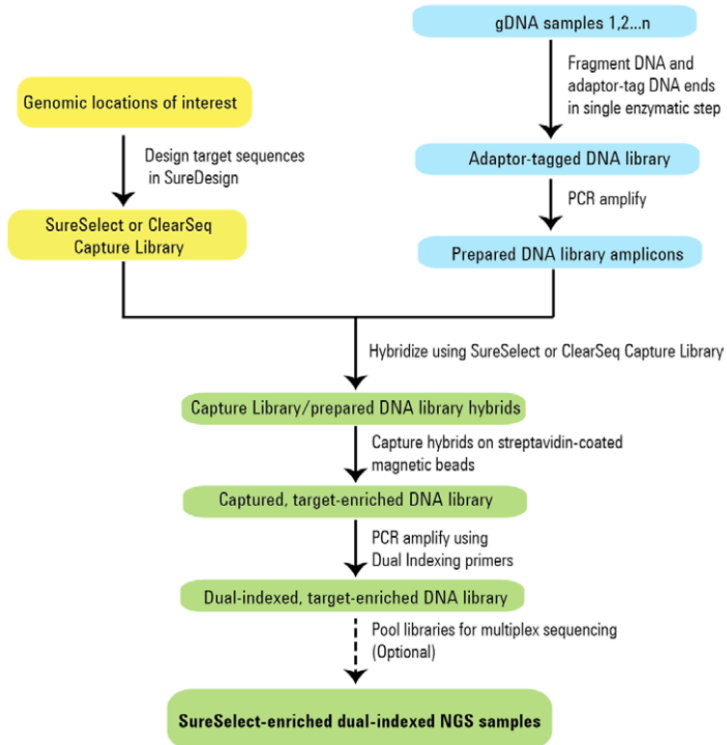 gDNA samples 1,2...n
Fragment DNA and
adaptor-tag DNA ends
in single enzymatic step
Genomic locations of interest
Design target sequences
in SureDesign
Adaptor-tagged DNA library
PCR amplify
SureSelect or ClearSeq
Capture Library
Prepared DNA library amplicons
Hybridize using SureSelect or ClearSeq Capture Library
Capture Library/prepared DNA library hybrids
Capture hybrids on streptavidin-coated
magnetic beads
Captured, target-enriched DNA library
PCR amplify using
Dual Indexing primers
Dual-indexed, target-enriched DNA library
Pool libraries for multiplex sequencing
(Optional)
SureSelect-enriched dual-indexed NGS samples